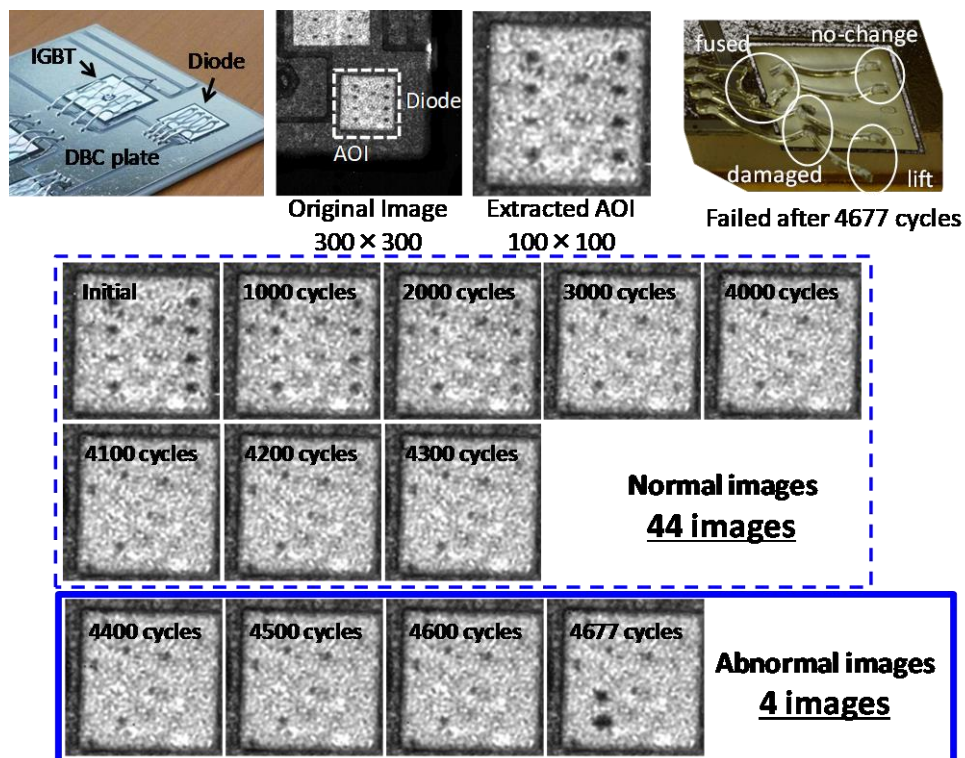 IGBT
Diode
DBC plate
Diode
AOI
Original Image
300 × 300
Extracted AOI
100 × 100
fused
no-change
damaged
lift
Failed after 4677 cycles
Initial
1000 cycles
2000 cycles
3000 cycles
4000 cycles
4100 cycles
4200 cycles
4300 cycles
Normal images
44 images
4400 cycles
4500 cycles
4600 cycles
4677 cycles
Abnormal images
4 images